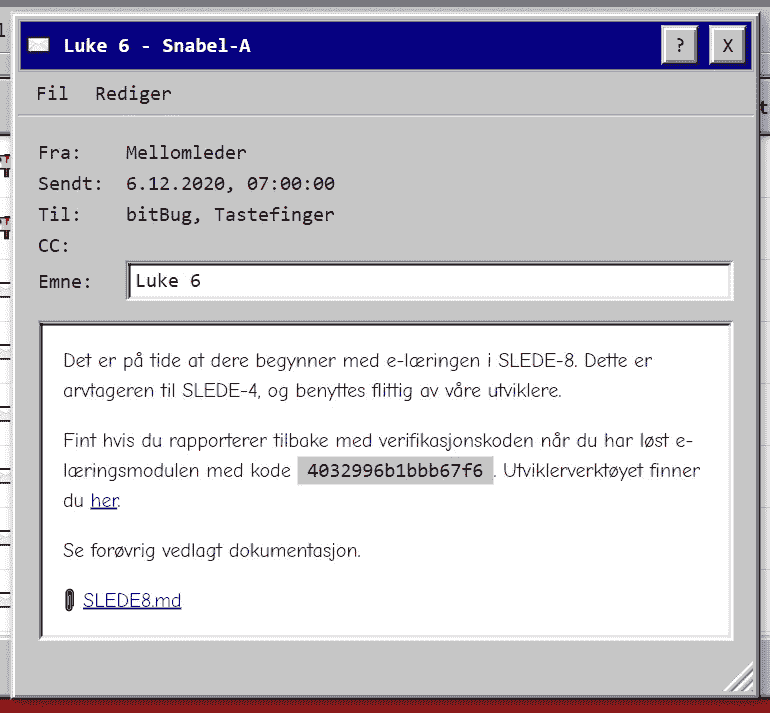 Luke 6 - Snabel-A
? X
Fil Rediger
Fra: Mellomleder
Sendt: 6.12.2020, 07:00:00
Til: bitBug, Tastefinger
CC:
Emne: Luke 6
Det er på tide at dere begynner med e-læringen i SLEDE-8. Dette er
arvtageren til SLEDE-4, og benyttes flittig av våre utviklere.
Fint hvis du rapporterer tilbake med verifikasjonskoden når du har løst e-
læringsmodulen med kode 4032996b1bbb67f6. Utviklerverktøyet finner
du her.
Se forøvrig vedlagt dokumentasjon.
SLEDE8.md